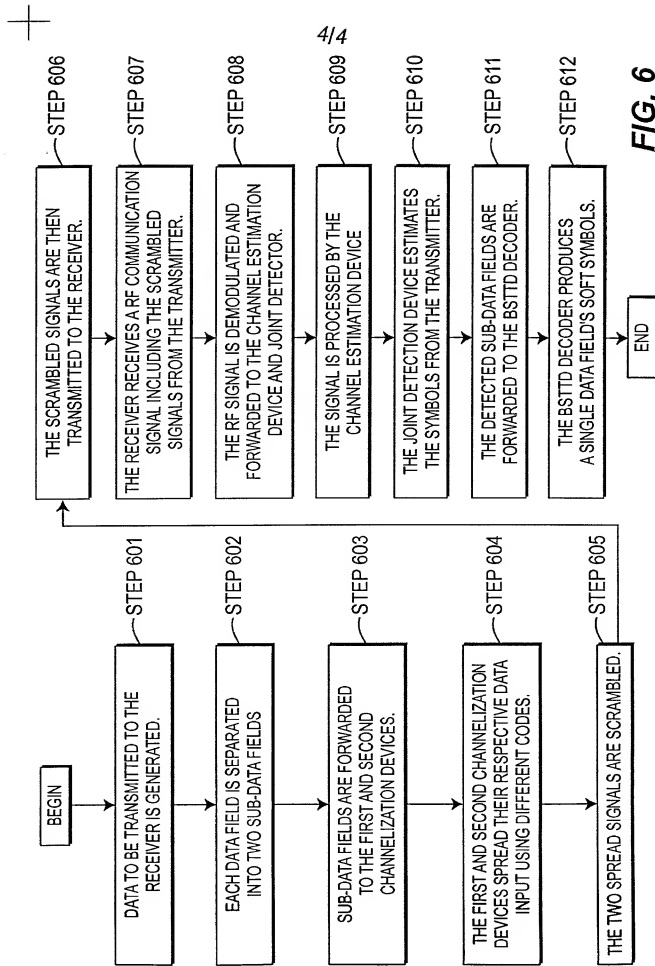 4/4
BEGIN
DATA TO BE TRANSMITTED TO THE
RECEIVER IS GENERATED.
STEP 601
EACH DATA FIELD IS SEPARATED
INTO TWO SUB-DATA FIELDS
STEP 602
SUB-DATA FIELDS ARE FORWARDED
TO THE FIRST AND SECOND
CHANNELIZATION DEVICES.
STEP 603
THE FIRST AND SECOND CHANNELIZATION
DEVICES SPREAD THEIR RESPECTIVE DATA
INPUT USING DIFFERENT CODES.
STEP 604
THE TWO SPREAD SIGNALS ARE SCRAMBLED.
STEP 605
THE SCRAMBLED SIGNALS ARE THEN
TRANSMITTED TO THE RECEIVER.
STEP 606
THE RECEIVER RECEIVES A RF COMMUNICATION
SIGNAL INCLUDING THE SCRAMBLED
SIGNALS FROM THE TRANSMITTER.
STEP 607
THE RF SIGNAL IS DEMODULATED AND
FORWARDED TO THE CHANNEL ESTIMATION
DEVICE AND JOINT DETECTOR.
STEP 608
THE SIGNAL IS PROCESSED BY THE
CHANNEL ESTIMATION DEVICE
STEP 609
THE JOINT DETECTION DEVICE ESTIMATES
THE SYMBOLS FROM THE TRANSMITTER.
STEP 610
THE DETECTED SUB-DATA FIELDS ARE
FORWARDED TO THE BSTTD DECODER.
STEP 611
THE BSTTD DECODER PRODUCES
A SINGLE DATA FIELD'S SOFT SYMBOLS.
STEP 612
END
FIG. 6